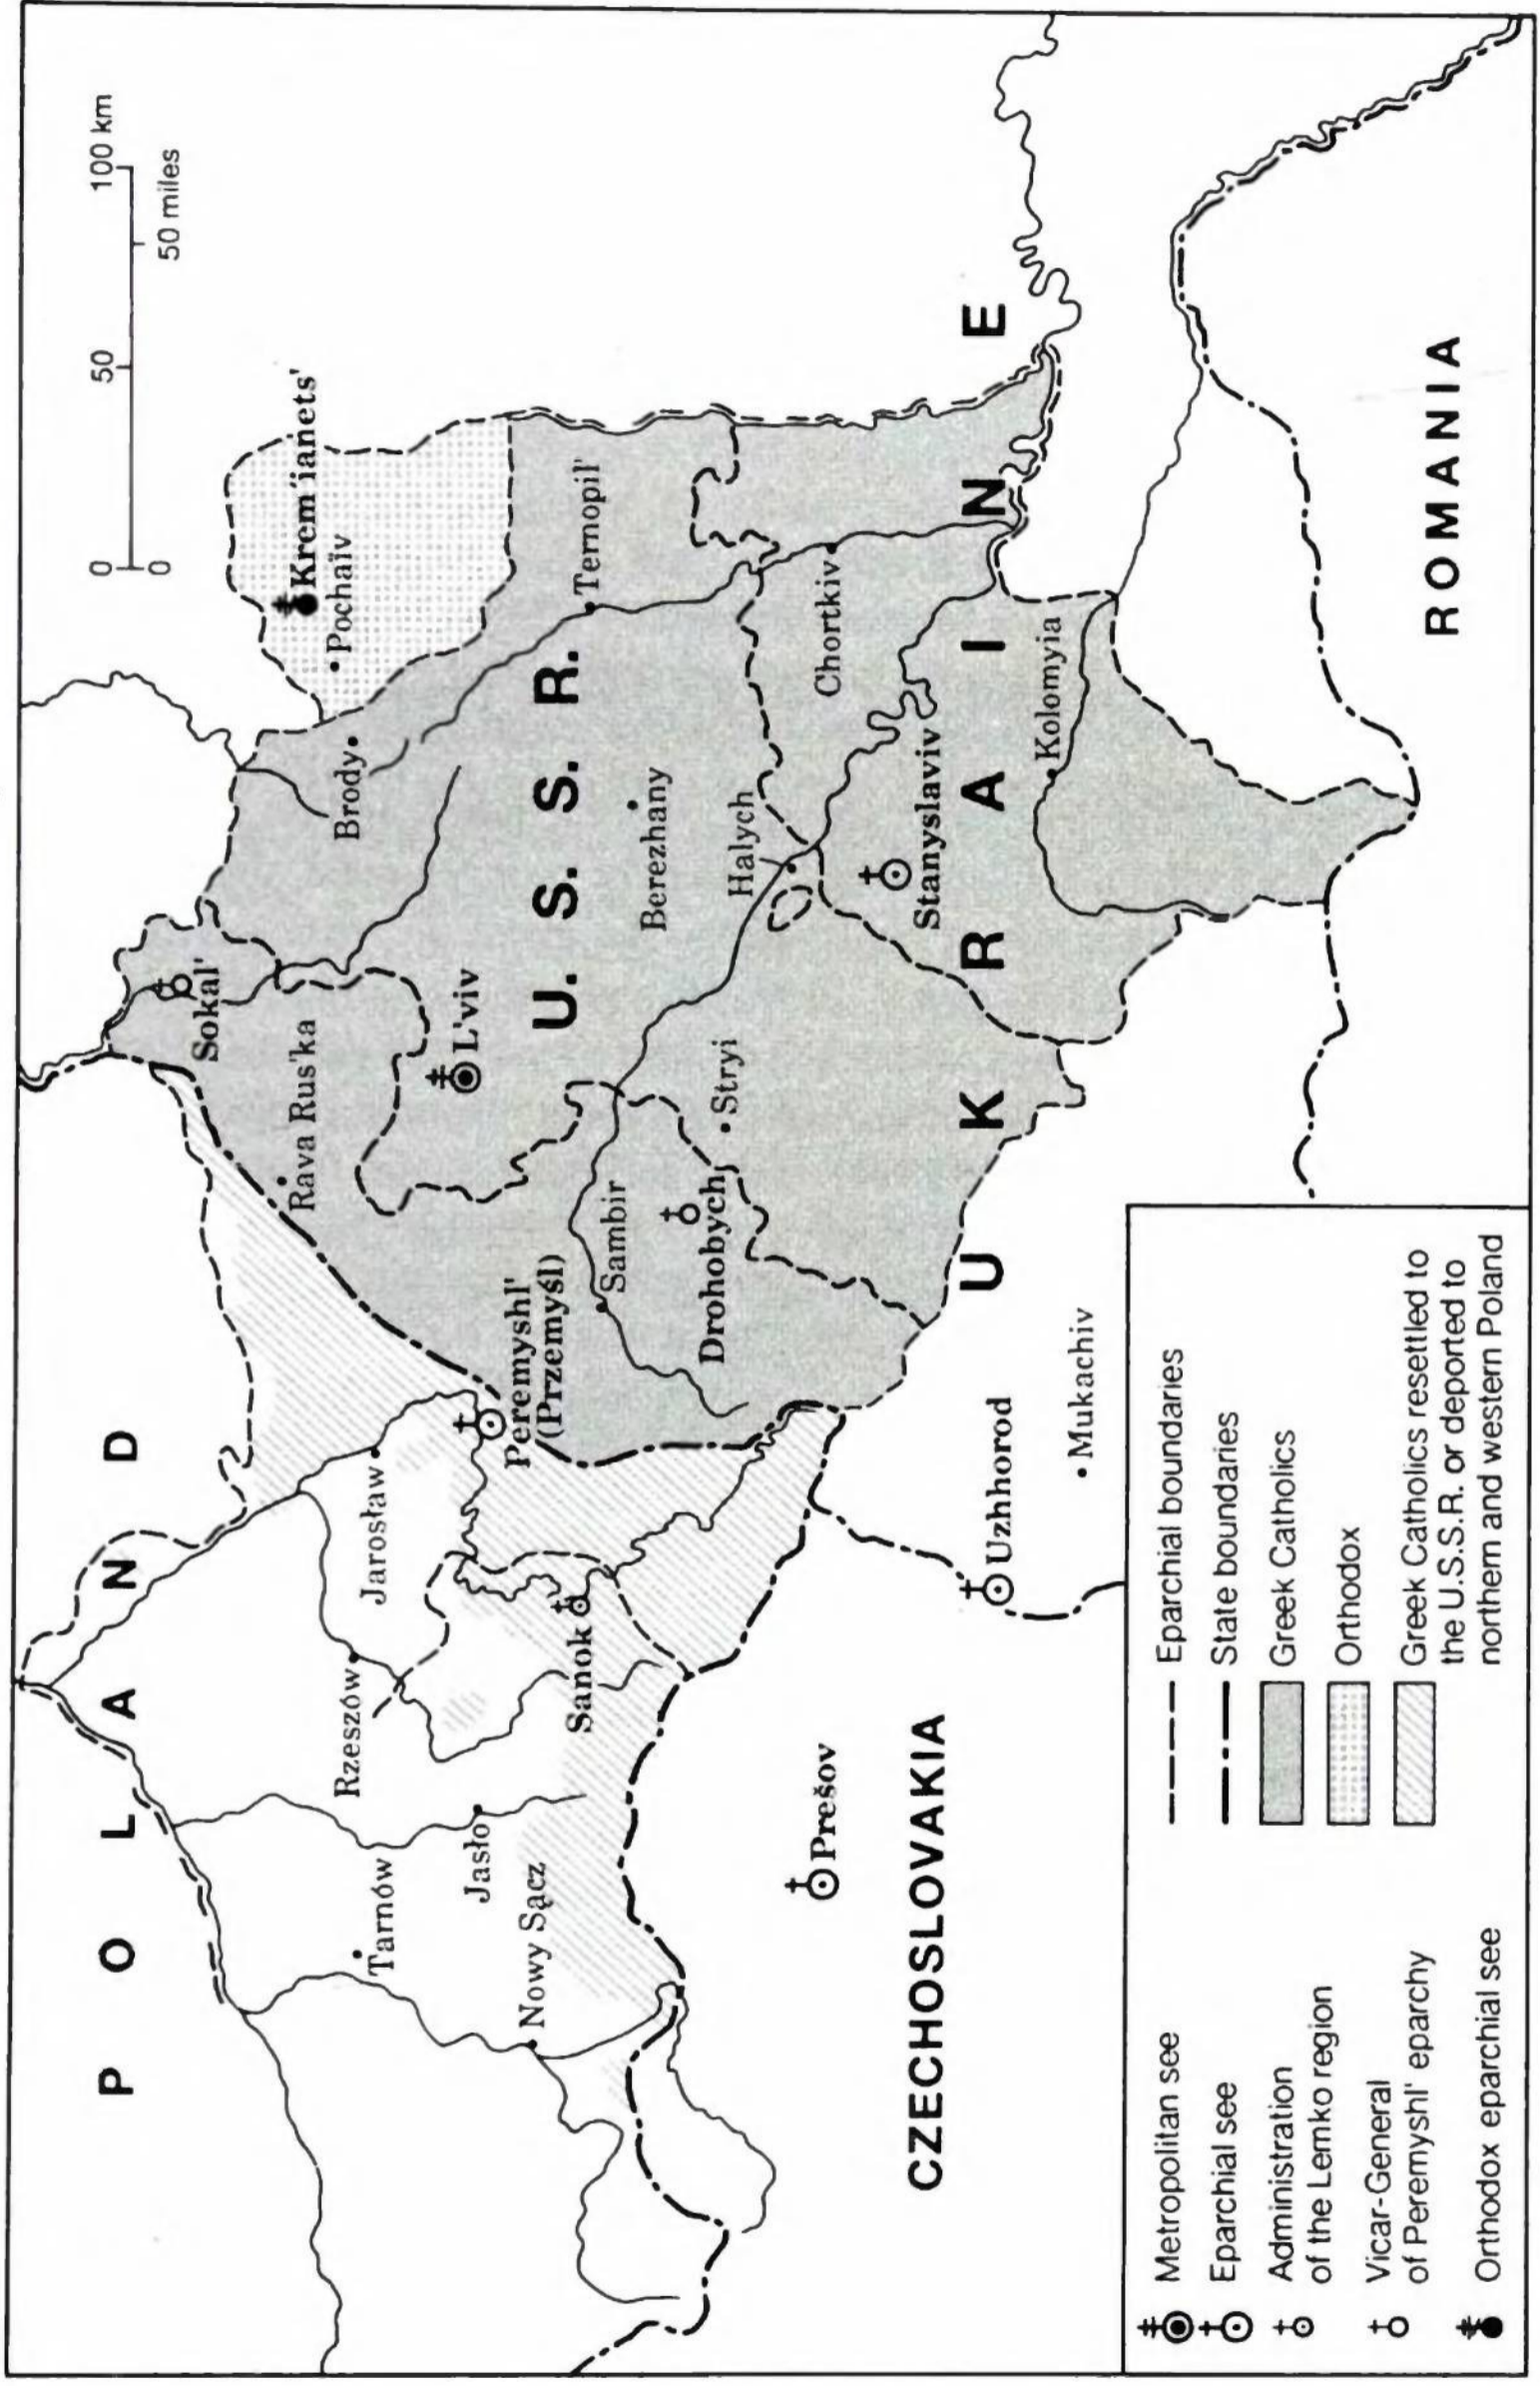 P O L A N D
U. S. S. R.
U K R A I N E
CZECHOSLOVAKIA
ROMANIA
0 50 100 km
0 50 miles
Krem'ianets'
Pochaïv
Brody
Ternopil'
Sokal'
Rava Rus'ka
L'viv
Berezhany
Halych
Chortkiv
Stanyslaviv
Kolomyia
Stryi
Sambir
Drohobych
Peremyshl'
(Przemyśl)
Jarosław
Rzeszów
Sanok
Tarnów
Jasło
Nowy Sącz
Prešov
Uzhhorod
Mukachiv
Metropolitan see
Eparchial see
Administration
of the Lemko region
Vicar-General
of Peremyshl' eparchy
Orthodox eparchial see
Eparchial boundaries
State boundaries
Greek Catholics
Orthodox
Greek Catholics resettled to
the U.S.S.R. or deported to
northern and western Poland